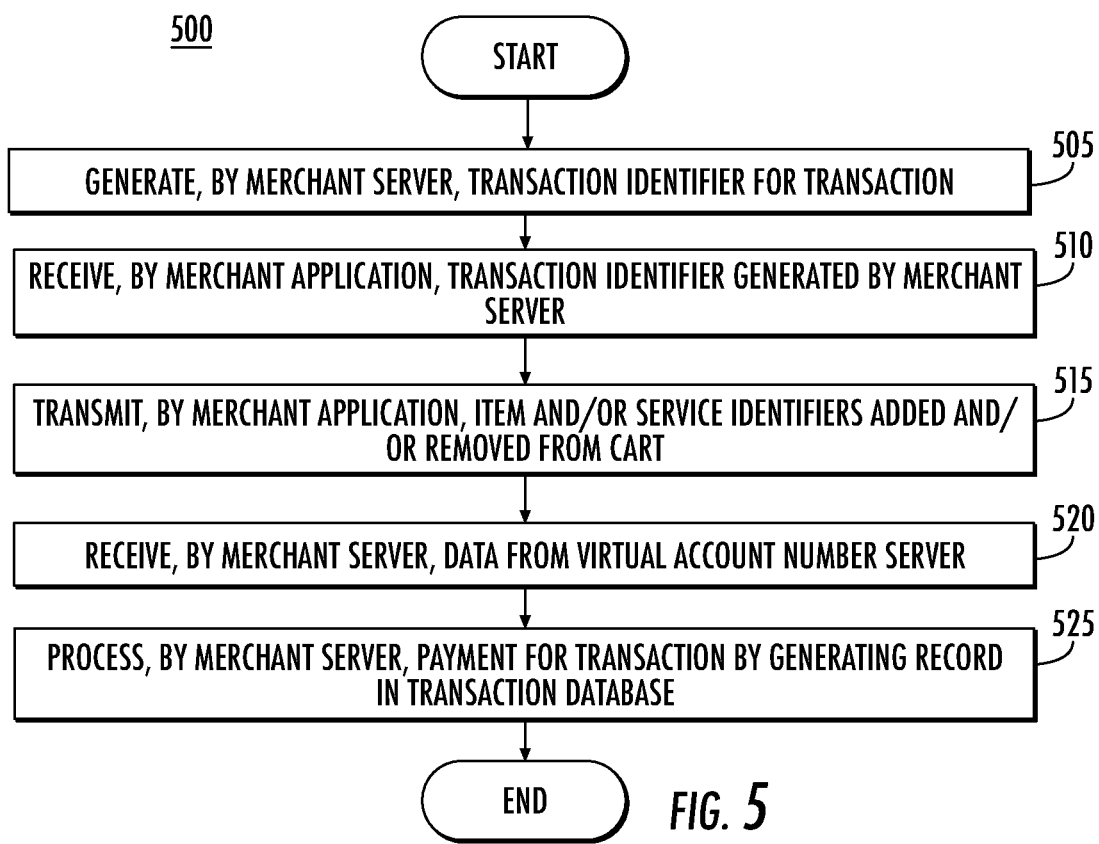 500
START
505
GENERATE, BY MERCHANT SERVER, TRANSACTION IDENTIFIER FOR TRANSACTION
510
RECEIVE, BY MERCHANT APPLICATION, TRANSACTION IDENTIFIER GENERATED BY MERCHANT
SERVER
515
TRANSMIT, BY MERCHANT APPLICATION, ITEM AND/OR SERVICE IDENTIFIERS ADDED AND/
OR REMOVED FROM CART
520
RECEIVE, BY MERCHANT SERVER, DATA FROM VIRTUAL ACCOUNT NUMBER SERVER
525
PROCESS, BY MERCHANT SERVER, PAYMENT FOR TRANSACTION BY GENERATING RECORD
IN TRANSACTION DATABASE
END
FIG. 5